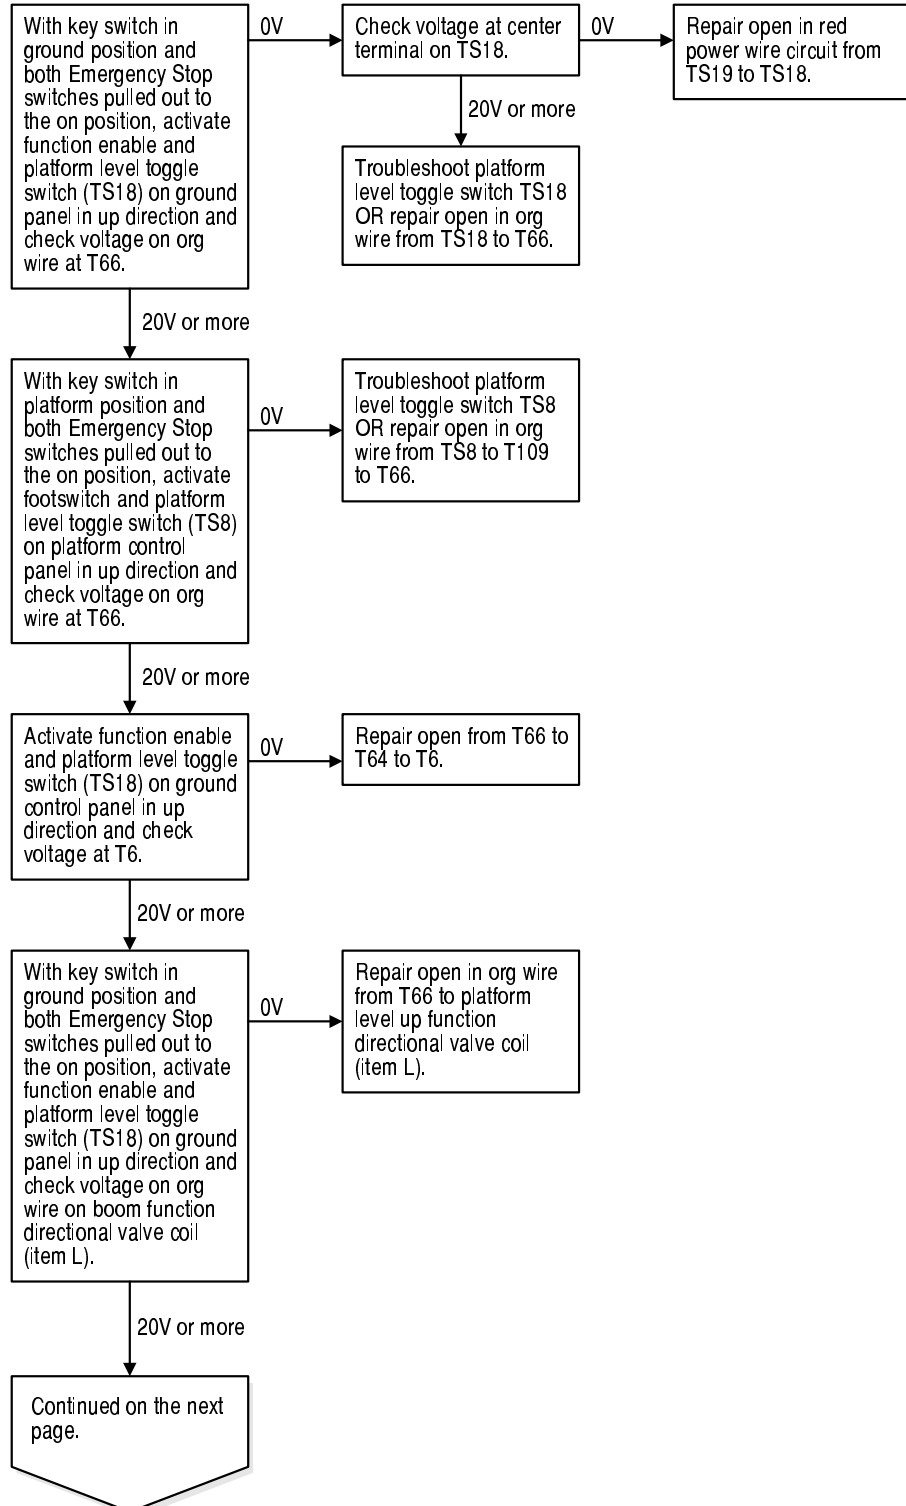 With key switch in
ground position and
both Emergency Stop
switches pulled out to
the on position, activate
function enable and
platform level toggle
switch (TS18) on ground
panel in up direction and
check voltage on org
wire at T66.
0V
Check voltage at center
terminal on TS18.
0V
Repair open in red
power wire circuit from
TS19 to TS18.
20V or more
Troubleshoot platform
level toggle switch TS18
OR repair open in org
wire from TS18 to T66.
20V or more
With key switch in
platform position and
both Emergency Stop
switches pulled out to
the on position, activate
footswitch and platform
level toggle switch (TS8)
on platform control
panel in up direction and
check voltage on org
wire at T66.
0V
Troubleshoot platform
level toggle switch TS8
OR repair open in org
wire from TS8 to T109
to T66.
20V or more
Activate function enable
and platform level toggle
switch (TS18) on ground
control panel in up
direction and check
voltage at T6.
0V
Repair open from T66 to
T64 to T6.
20V or more
With key switch in
ground position and
both Emergency Stop
switches pulled out to
the on position, activate
function enable and
platform level toggle
switch (TS18) on ground
panel in up direction and
check voltage on org
wire on boom function
directional valve coil
(item L).
0V
Repair open in org wire
from T66 to platform
level up function
directional valve coil
(item L).
20V or more
Continued on the next
page.